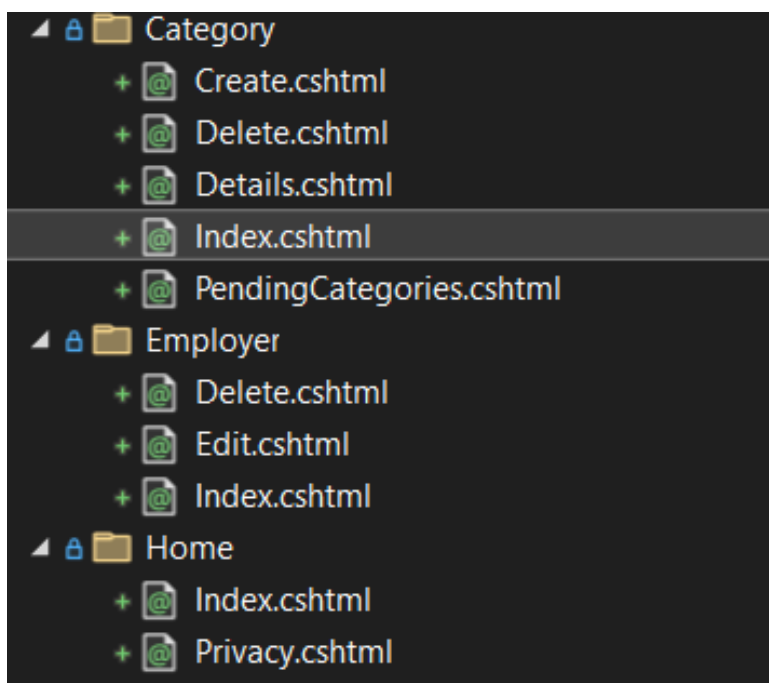 Category
Create.cshtml
Delete.cshtml
Details.cshtml
Index.cshtml
PendingCategories.cshtml
Employer
Delete.cshtml
Edit.cshtml
Index.cshtml
Home
Index.cshtml
Privacy.cshtml